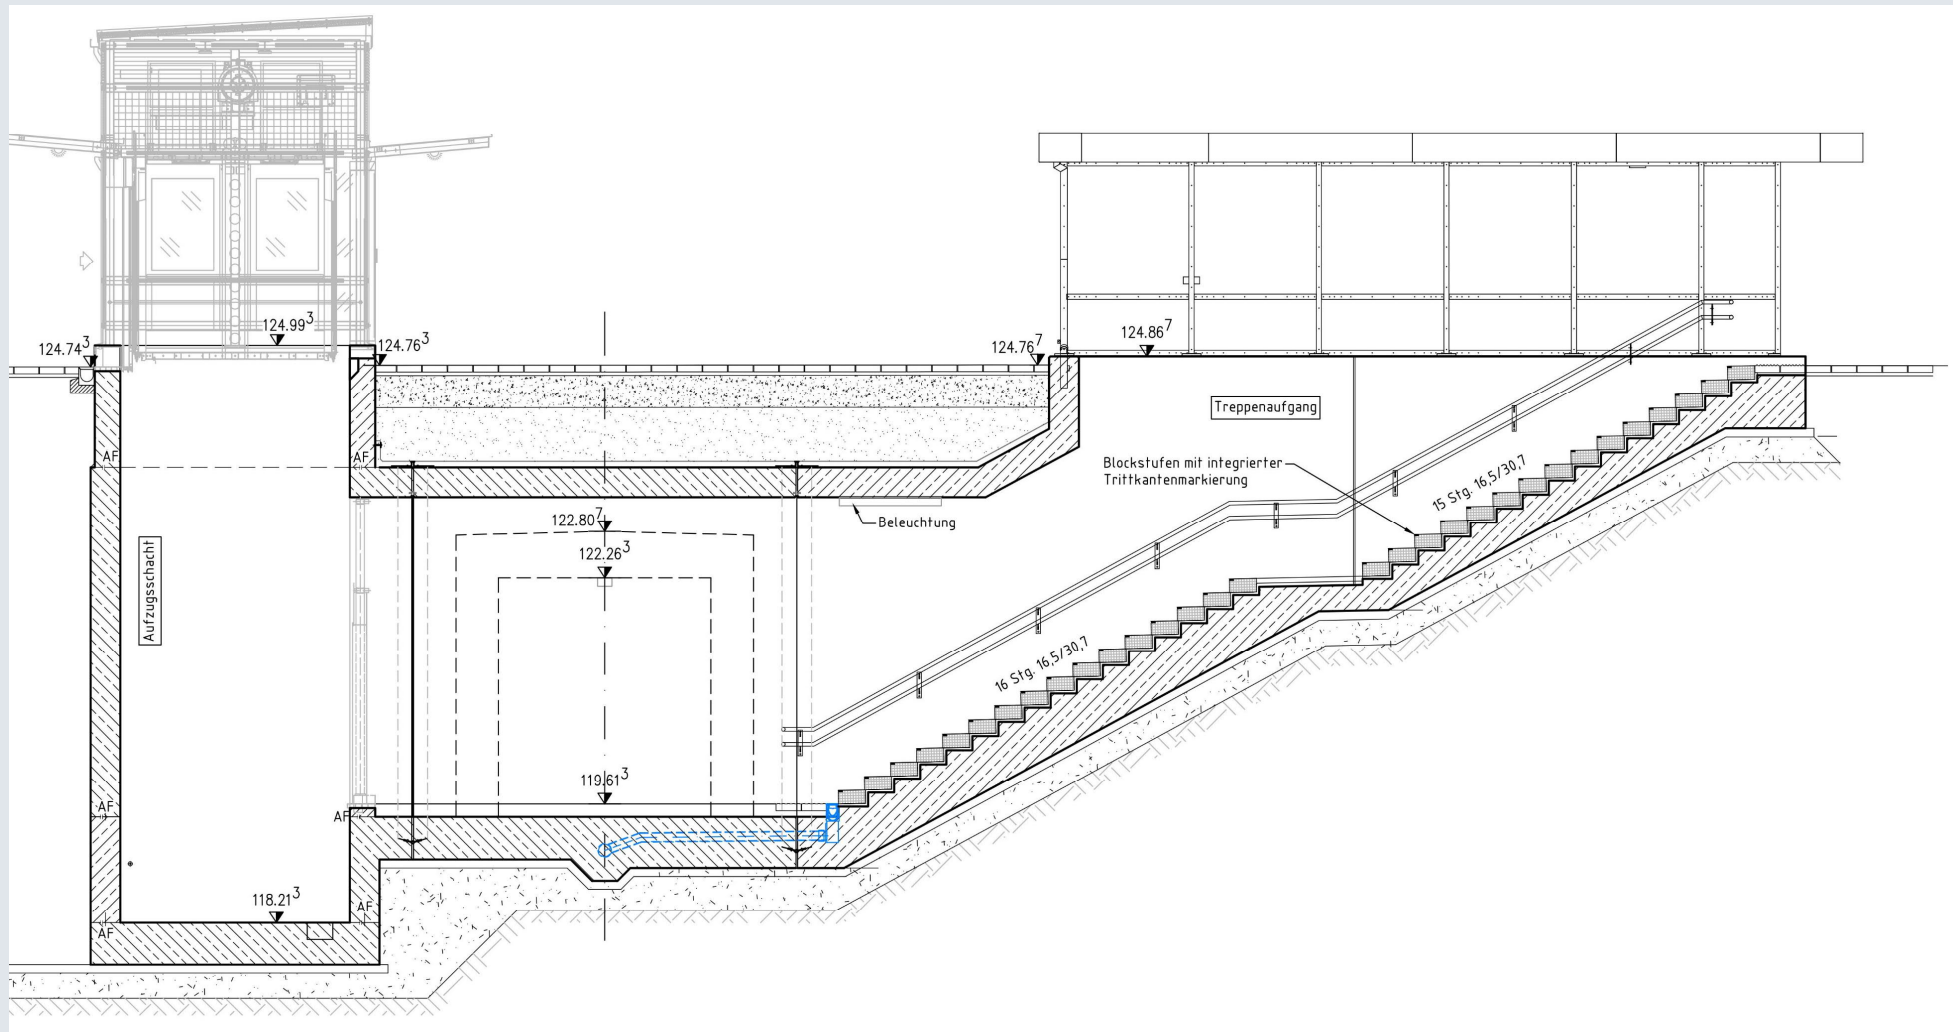 124.99³
124.74³
124.76³
124.76⁷
124.86⁷
Treppenaufgang
AF
AF
Blockstufen mit integrierter
Trittkantenmarkierung
15 Stg. 16,5/30,7
122.80⁷
Beleuchtung
122.26³
Aufzugsschacht
16 Stg. 16,5/30,7
119.61³
AF
AF
118.21³
AF
AF